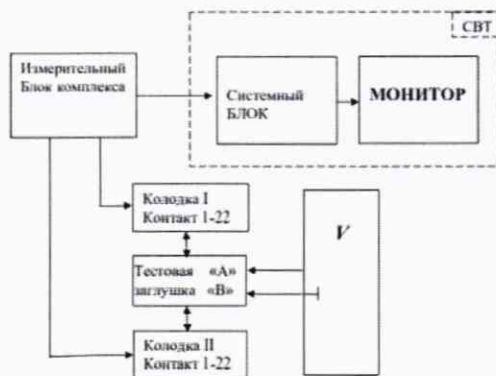 СВТ
Измерительный
Блок комплекса
Системный
БЛОК
МОНИТОР
Колодка I
Контакт 1-22
V
Тестовая «А»
заглушка «В»
Колодка II
Контакт 1-22